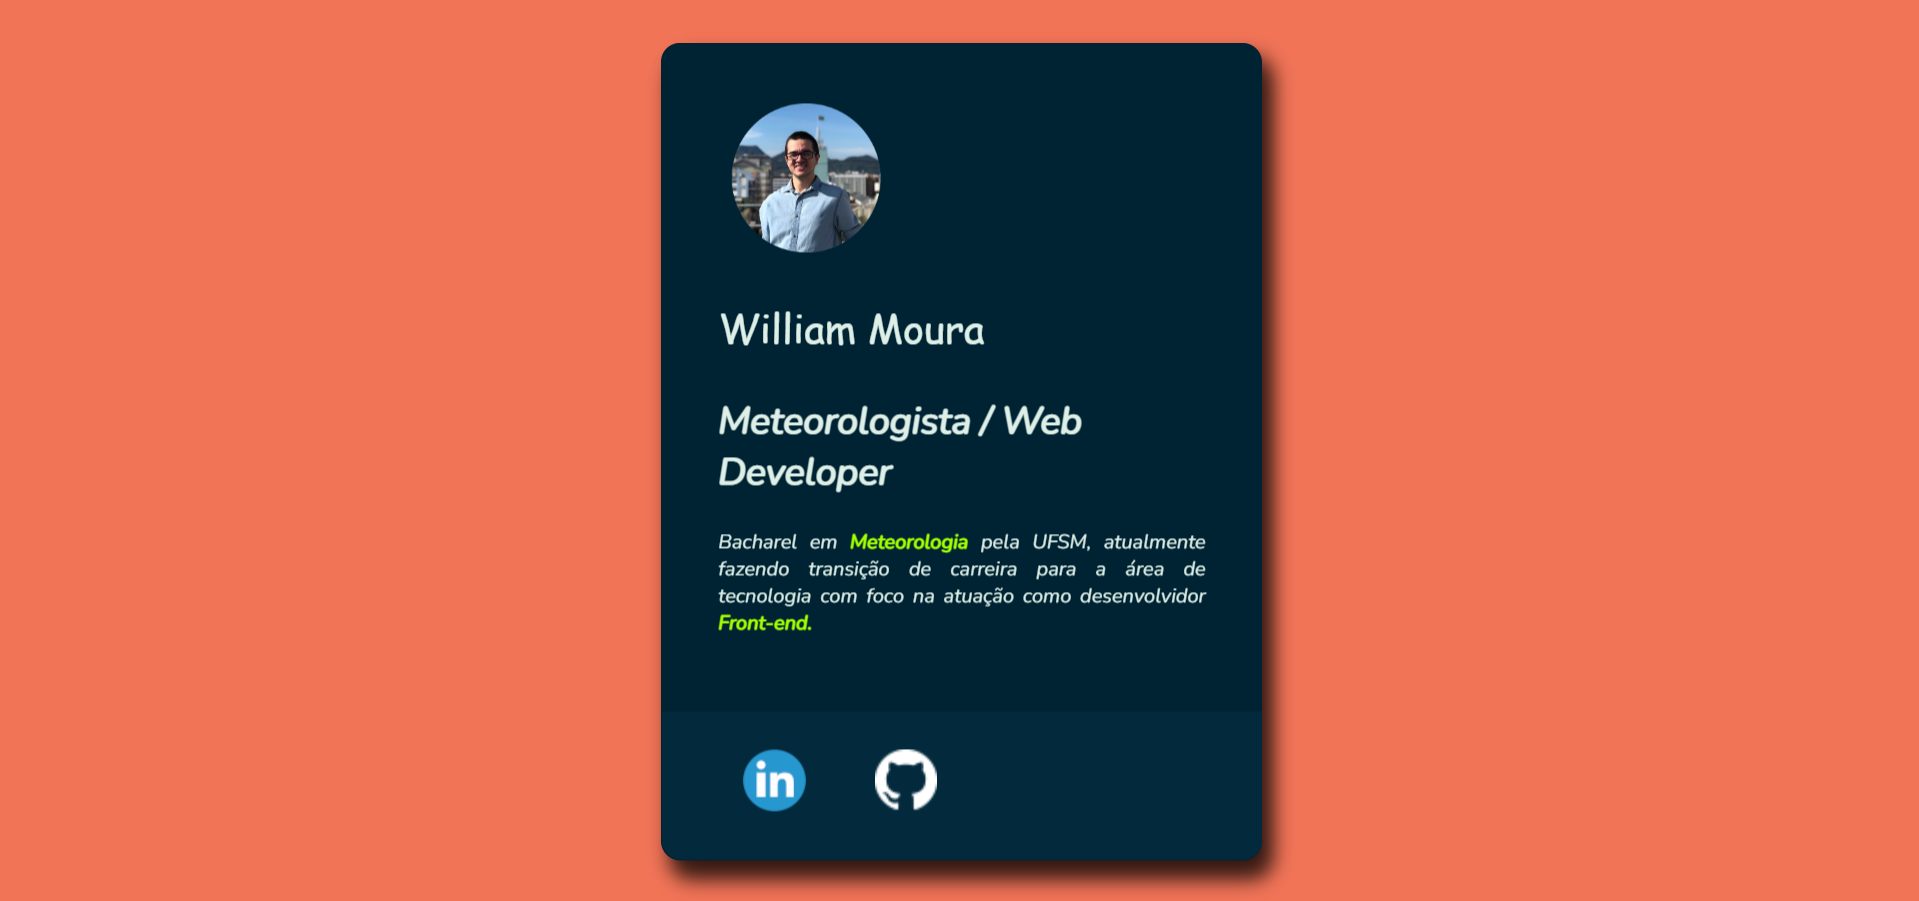 William Moura
Meteorologista / Web
Developer
Bacharel em Meteorologia pela UFSM, atualmente
fazendo transição de carreira para a área de
tecnologia com foco na atuação como desenvolvidor
Front-end.
in